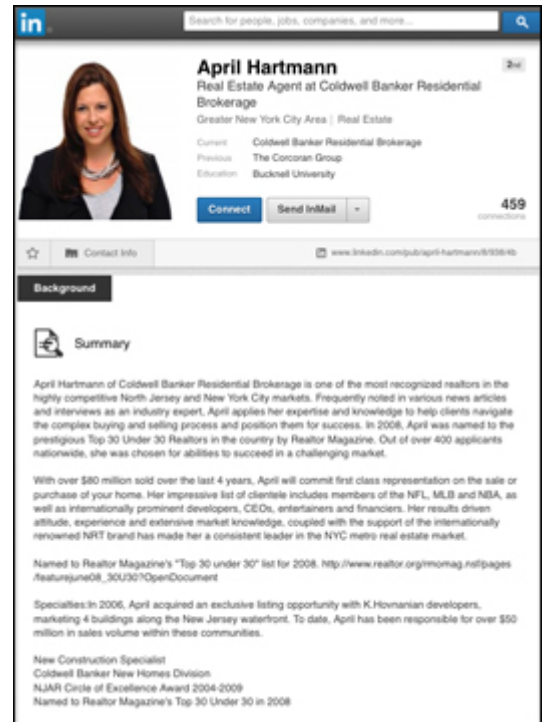 in
Search for people, jobs, companies, and more...
April Hartmann
2nd
Real Estate Agent at Coldwell Banker Residential
Brokerage
Greater New York City Area | Real Estate
Current Coldwell Banker Residential Brokerage
Previous The Corcoran Group
Education Bucknell University
Connect Send InMail
459
connections
Contact Info www.linkedin.com/pub/april-hartmann/8/938/4b
Background
Summary
April Hartmann of Coldwell Banker Residential Brokerage is one of the most recognized realtors in the
highly competitive North Jersey and New York City markets. Frequently noted in various news articles
and interviews as an industry expert, April applies her expertise and knowledge to help clients navigate
the complex buying and selling process and position them for success. In 2008, April was named to the
prestigious Top 30 Under 30 Realtors in the country by Realtor Magazine. Out of over 400 applicants
nationwide, she was chosen for abilities to succeed in a challenging market.
With over $80 million sold over the last 4 years, April will commit first class representation on the sale or
purchase of your home. Her impressive list of clientele includes members of the NFL, MLB and NBA, as
well as internationally prominent developers, CEOs, entertainers and financiers. Her results driven
attitude, experience and extensive market knowledge, coupled with the support of the internationally
renowned NRT brand has made her a consistent leader in the NYC metro real estate market.
Named to Realtor Magazine's "Top 30 under 30" list for 2008. http://www.realtor.org/rmomag.nsf/pages
/featurejune08_30U30?OpenDocument
Specialties:In 2006, April acquired an exclusive listing opportunity with K.Hovnanian developers,
marketing 4 buildings along the New Jersey waterfront. To date, April has been responsible for over $50
million in sales volume within these communities.
New Construction Specialist
Coldwell Banker New Homes Division
NJAR Circle of Excellence Award 2004-2009
Named to Realtor Magazine's Top 30 Under 30 in 2008